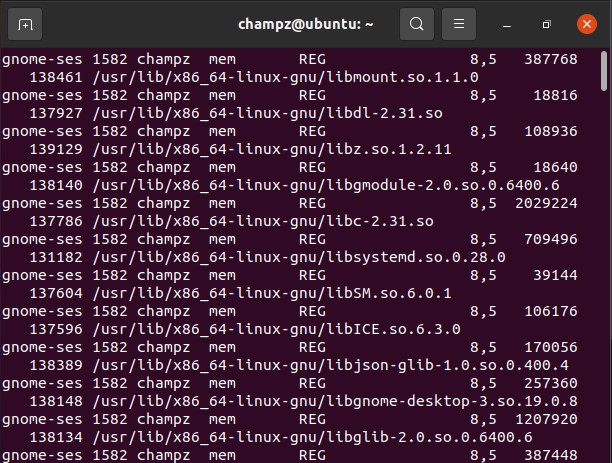 champz@ubuntu: ~
gnome-ses 1582 champz mem REG 8,5 387768
138461 /usr/lib/x86_64-linux-gnu/libmount.so.1.1.0
gnome-ses 1582 champz mem REG 8,5 18816
137927 /usr/lib/x86_64-linux-gnu/libdl-2.31.so
gnome-ses 1582 champz mem REG 8,5 108936
139129 /usr/lib/x86_64-linux-gnu/libz.so.1.2.11
gnome-ses 1582 champz mem REG 8,5 18640
138140 /usr/lib/x86_64-linux-gnu/libgmodule-2.0.so.0.6400.6
gnome-ses 1582 champz mem REG 8,5 2029224
137786 /usr/lib/x86_64-linux-gnu/libc-2.31.so
gnome-ses 1582 champz mem REG 8,5 709496
131182 /usr/lib/x86_64-linux-gnu/libsystemd.so.0.28.0
gnome-ses 1582 champz mem REG 8,5 39144
137604 /usr/lib/x86_64-linux-gnu/libSM.so.6.0.1
gnome-ses 1582 champz mem REG 8,5 106176
137596 /usr/lib/x86_64-linux-gnu/libICE.so.6.3.0
gnome-ses 1582 champz mem REG 8,5 170056
138389 /usr/lib/x86_64-linux-gnu/libjson-glib-1.0.so.0.400.4
gnome-ses 1582 champz mem REG 8,5 257360
138148 /usr/lib/x86_64-linux-gnu/libgnome-desktop-3.so.19.0.8
gnome-ses 1582 champz mem REG 8,5 1207920
138134 /usr/lib/x86_64-linux-gnu/libglib-2.0.so.0.6400.6
gnome-ses 1582 champz mem REG 8,5 387448